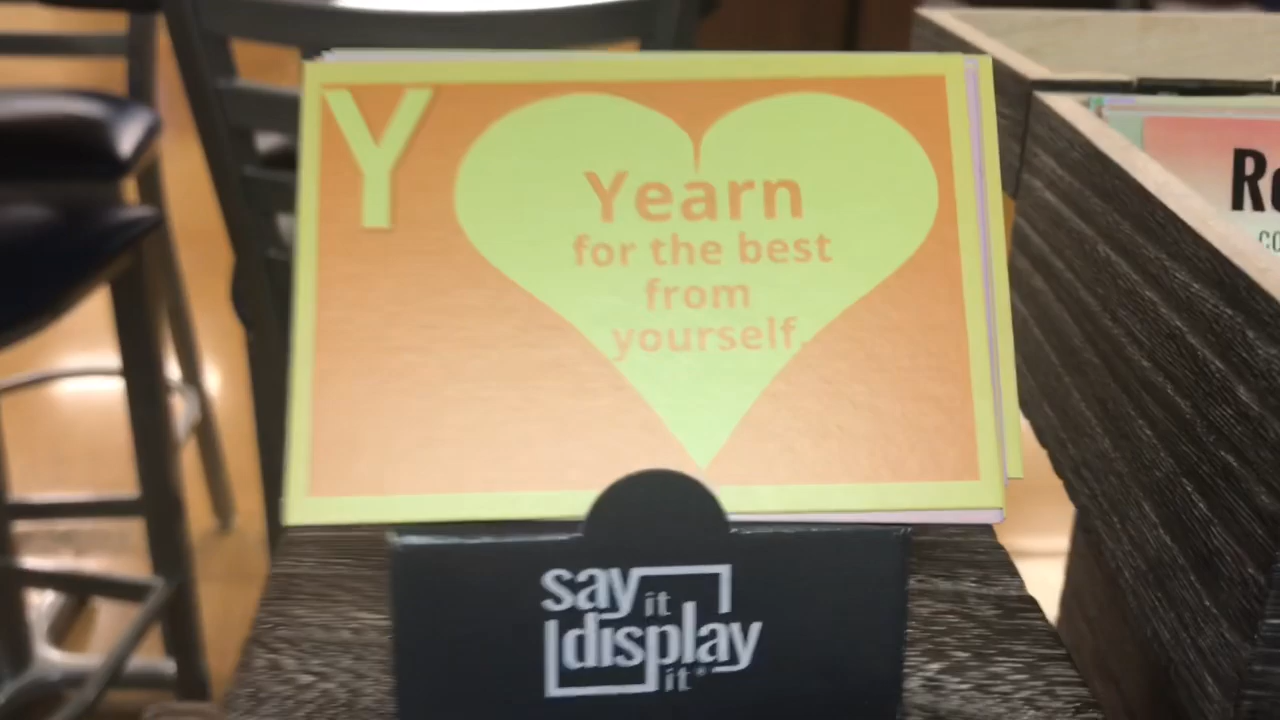 Y
Yearn
for the best
from
yourself.
say it
display
it